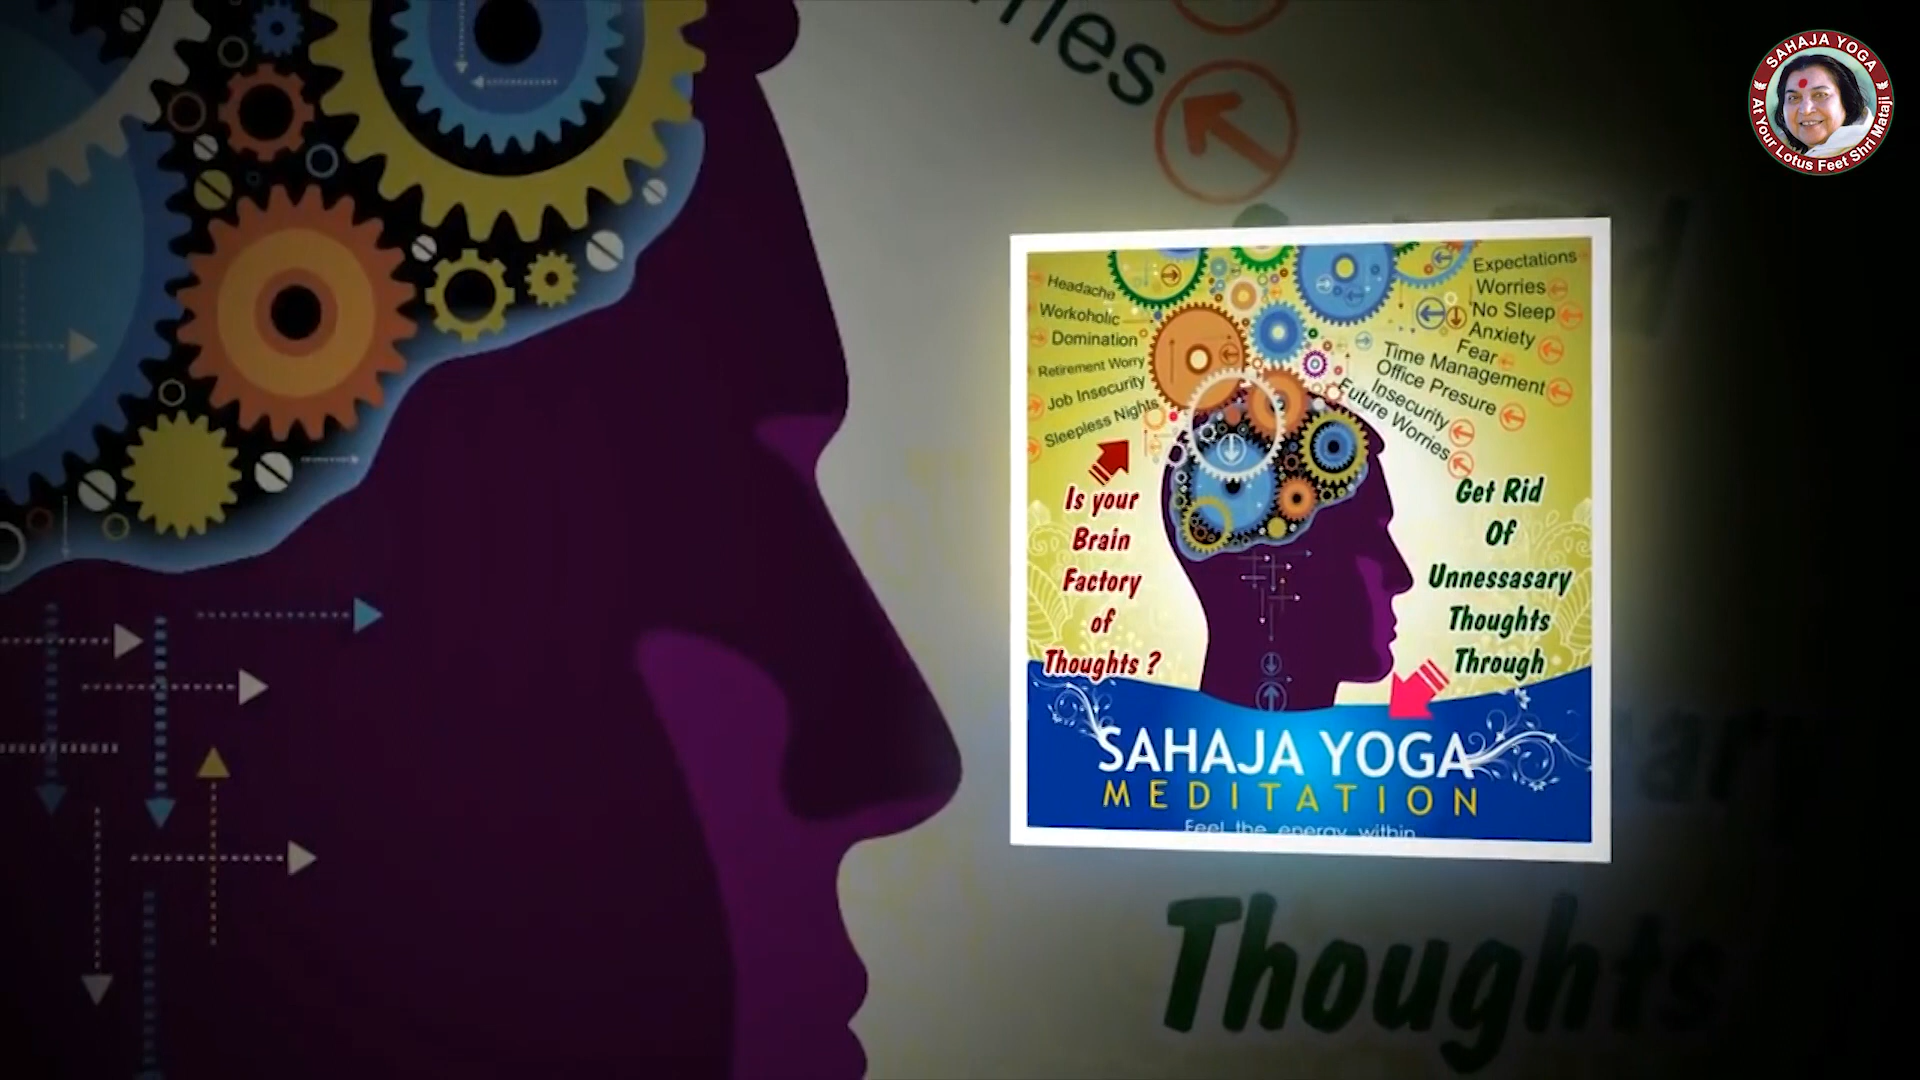 SAHAJA YOGA
At Your Lotus Feet Shri Mataji
Headache
Workoholic
Domination
Retirement Worry
Job Insecurity
Sleepless Nights
Expectations
Worries
No Sleep
Anxiety
Fear
Time Management
Office Presure
Insecurity
Future Worries
Is your
Brain
Factory
of
Thoughts ?
Get Rid
Of
Unnessasary
Thoughts
Through
SAHAJA YOGA
MEDITATION
Feel the energy within
Thoughts